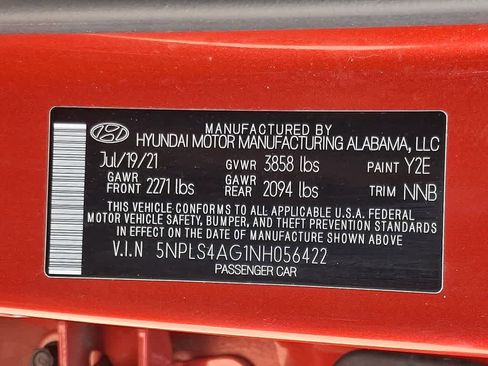 MANUFACTURED BY
HYUNDAI MOTOR MANUFACTURING ALABAMA, LLC
Jul/19/21 GVWR 3858 lbs PAINT Y2E
GAWR FRONT 2271 lbs GAWR REAR 2094 lbs TRIM NNB
THIS VEHICLE CONFORMS TO ALL APPLICABLE U.S.A. FEDERAL
MOTOR VEHICLE SAFETY, BUMPER, AND THEFT PREVENTION STANDARDS
IN EFFECT ON THE DATE OF MANUFACTURE SHOWN ABOVE
V.I.N 5NPLS4AG1NH056422
PASSENGER CAR